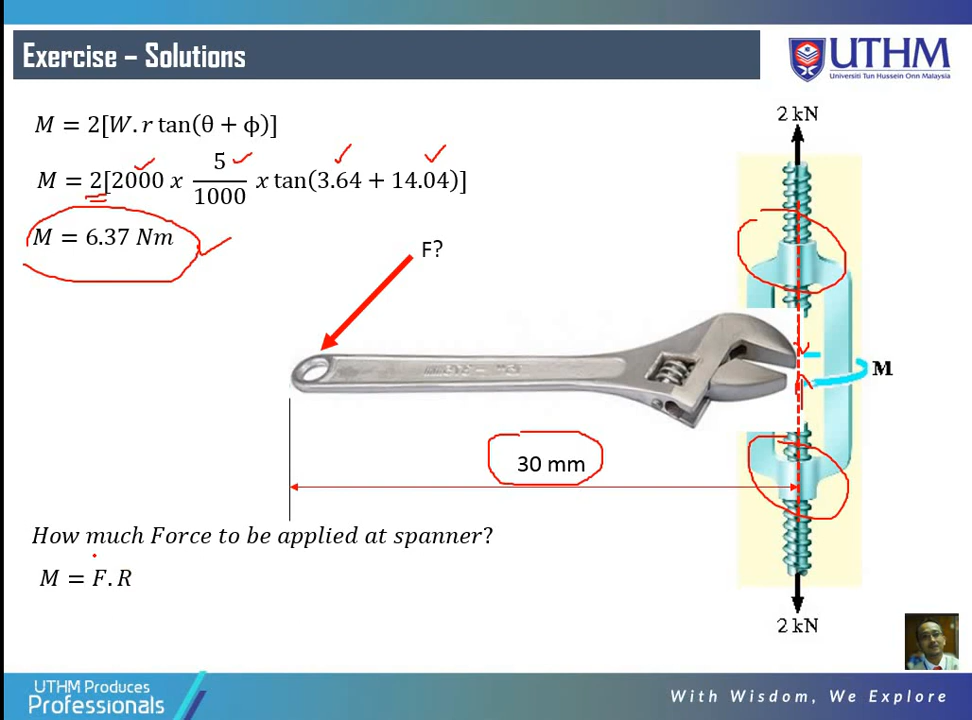 Exercise – Solutions
UTHM
Universiti Tun Hussein Onn Malaysia
M = 2[W. r tan(θ + ϕ)]
M = 2[2000 x 5/1000 x tan(3.64 + 14.04)]
M = 6.37 Nm
2 kN
F?
M
30 mm
How much Force to be applied at spanner?
M = F. R
2 kN
UTHM Produces
Professionals
With Wisdom, We Explore